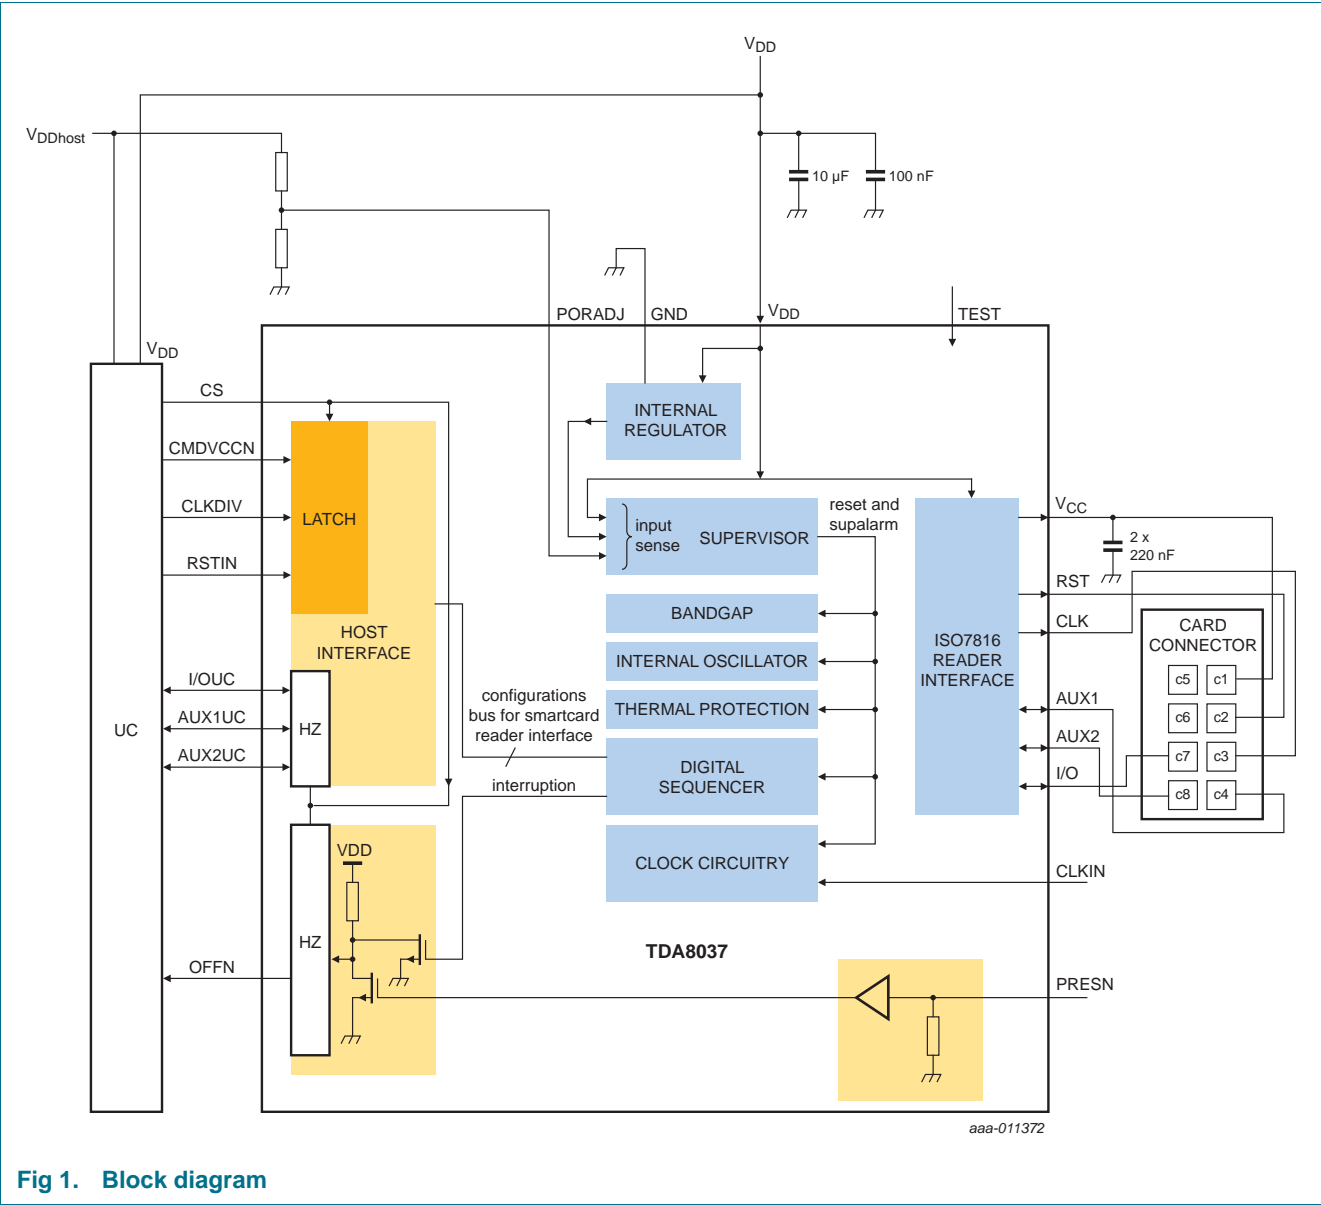 VDD
VDDhost
10 µF
100 nF
PORADJ
GND
VDD
TEST
VDD
CS
CMDVCCN
CLKDIV
RSTIN
LATCH
HOST
INTERFACE
I/OUC
AUX1UC
AUX2UC
UC
HZ
INTERNAL
REGULATOR
input
sense
SUPERVISOR
reset and
supalarm
BANDGAP
INTERNAL OSCILLATOR
THERMAL PROTECTION
configurations
bus for smartcard
reader interface
DIGITAL
SEQUENCER
interruption
CLOCK CIRCUITRY
ISO7816
READER
INTERFACE
VCC
2 x
220 nF
RST
CLK
CARD
CONNECTOR
c5
c1
c6
c2
c7
c3
c8
c4
AUX1
AUX2
I/O
CLKIN
VDD
HZ
OFFN
TDA8037
PRESN
aaa-011372
Fig 1. Block diagram